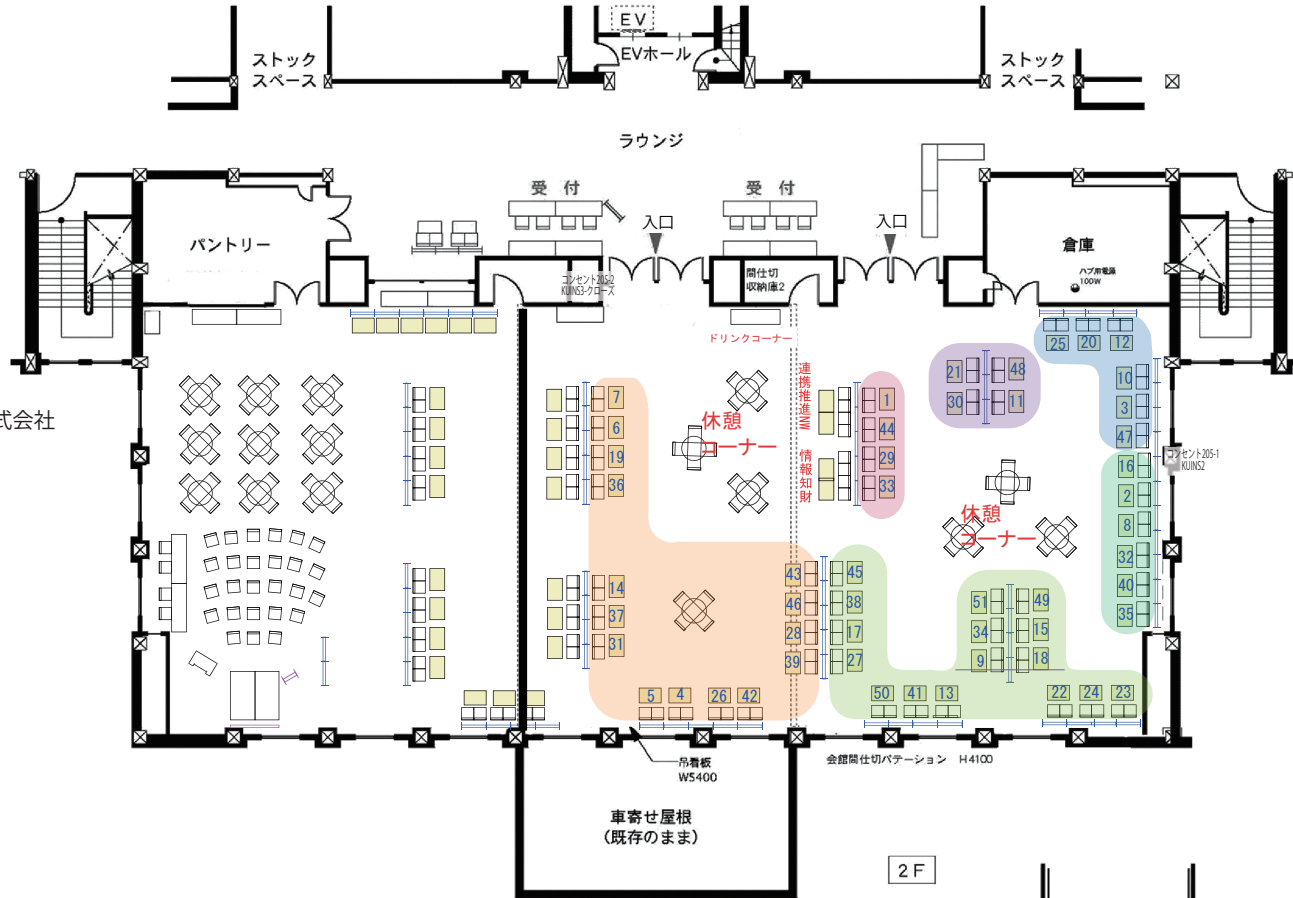 EV
EVホール
ストック
スペース
ストック
スペース
ラウンジ
受 付
受 付
入口
入口
パントリー
倉庫
ハブ用電源
100W
コンセント205-2
KUINS3-クローズ
間仕切
収納庫2
ドリンクコーナー
連携推進NW
情報知財
休憩
コーナー
休憩
コーナー
式会社
コンセント205-1
KUINS2
25 20 12
21 48
30 11
10
3
47
7
6
19
36
1
44
29
33
16
2
8
32
40
35
14
37
31
43 45
46 38
28 17
39 27
51 49
34 15
9 18
5 4 26 42
50 41 13
22 24 23
吊看板
W5400
会館間仕切パテーション H4100
車寄せ屋根
(既存のまま)
2F